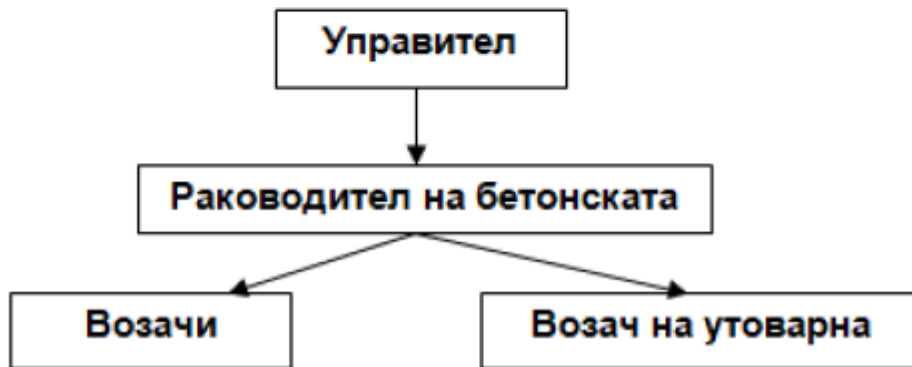 Управител
Раководител на бетонската
Возачи
Возач на утоварна